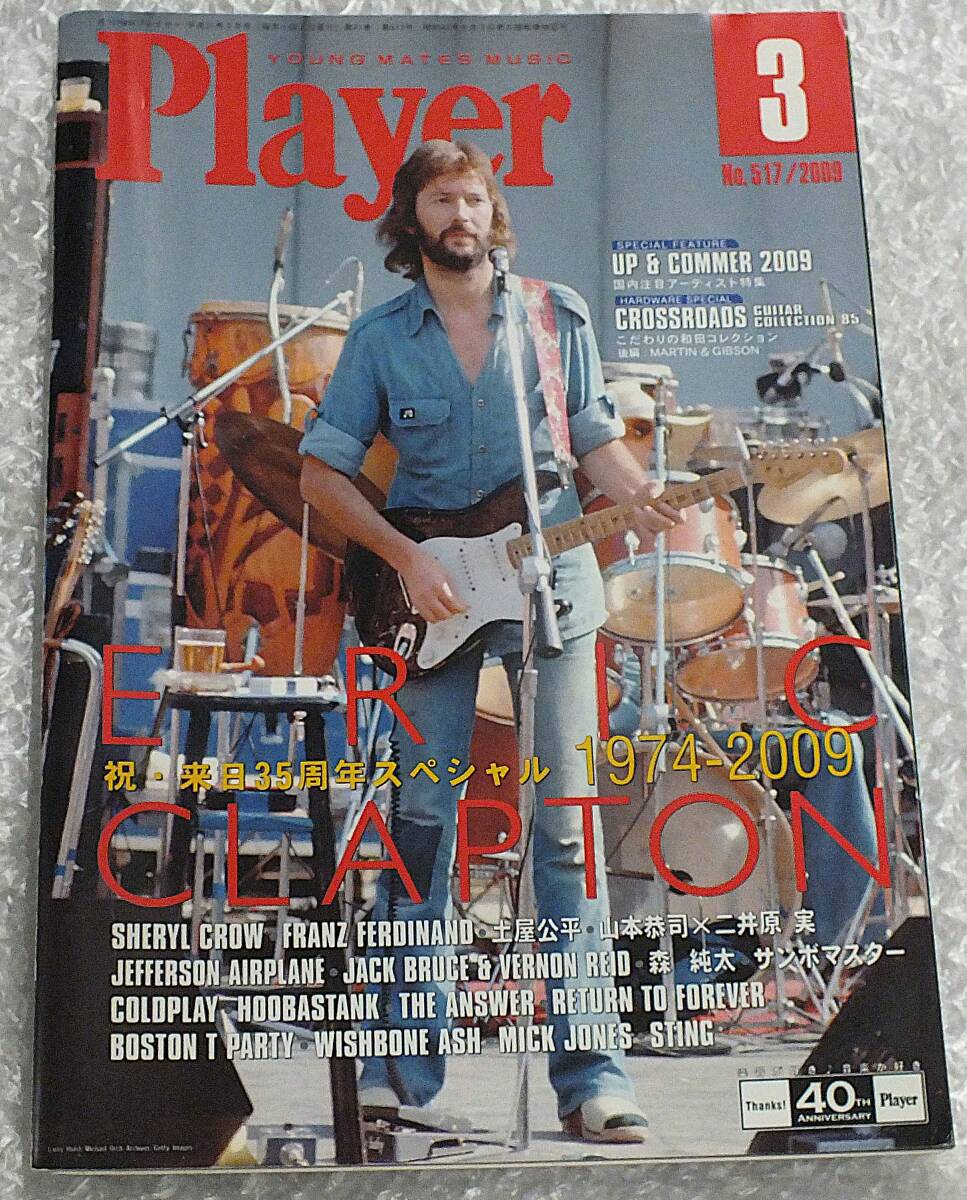 YOUNG MATES MUSIC
Player
3
No.517/2009
SPECIAL FEATURE
UP & COMMER 2009
国内注目アーティスト特集
HARDWARE SPECIAL
CROSSROADS GUITAR COLLECTION 85
こだわりの和田コレクション
後編：MARTIN & GIBSON
ERIC
祝・来日35周年スペシャル 1974-2009
CLAPTON
SHERYL CROW・FRANZ FERDINAND・土屋公平・山本恭司×二井原 実
JEFFERSON AIRPLANE・JACK BRUCE & VERNON REID・森 純太・サンボマスター
COLDPLAY・HOOBASTANK・THE ANSWER・RETURN TO FOREVER
BOSTON T PARTY・WISHBONE ASH・MICK JONES・STING
音楽が好き
Thanks! 40TH ANNIVERSARY Player